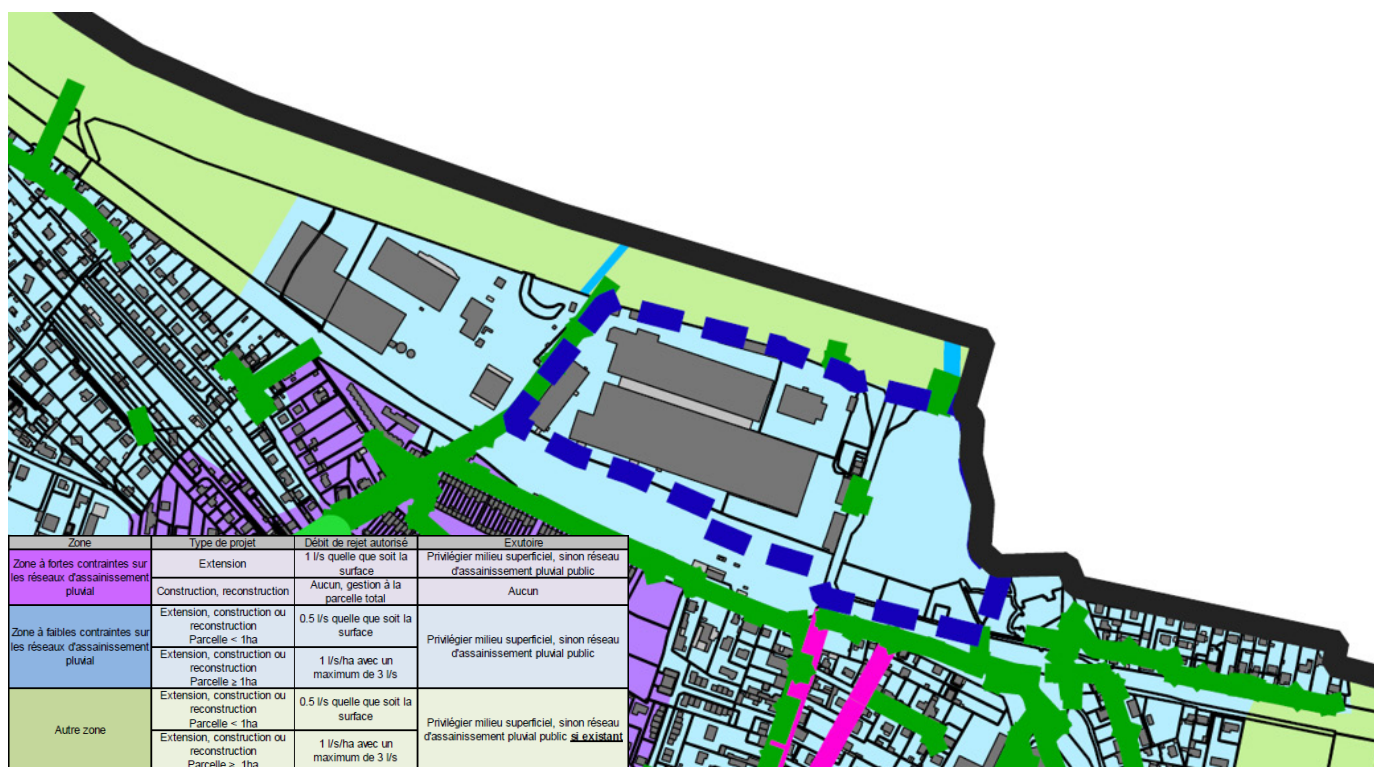 Zone Type de projet Débit de rejet autorisé Exutoire
Zone à fortes contraintes sur
les réseaux d'assainissement
pluvial
Extension
1 l/s quelle que soit la
surface
Privilégier milieu superficiel, sinon réseau
d'assainissement pluvial public
Construction, reconstruction
Aucun, gestion à la
parcelle total
Aucun
Zone à faibles contraintes sur
les réseaux d'assainissement
pluvial
Extension, construction ou
reconstruction
Parcelle < 1ha
0.5 l/s quelle que soit la
surface
Privilégier milieu superficiel, sinon réseau
d'assainissement pluvial public
Extension, construction ou
reconstruction
Parcelle ≥ 1ha
1 l/s/ha avec un
maximum de 3 l/s
Autre zone
Extension, construction ou
reconstruction
Parcelle < 1ha
0.5 l/s quelle que soit la
surface
Privilégier milieu superficiel, sinon réseau
d'assainissement pluvial public si existant
Extension, construction ou
reconstruction
Parcelle ≥ 1ha
1 l/s/ha avec un
maximum de 3 l/s